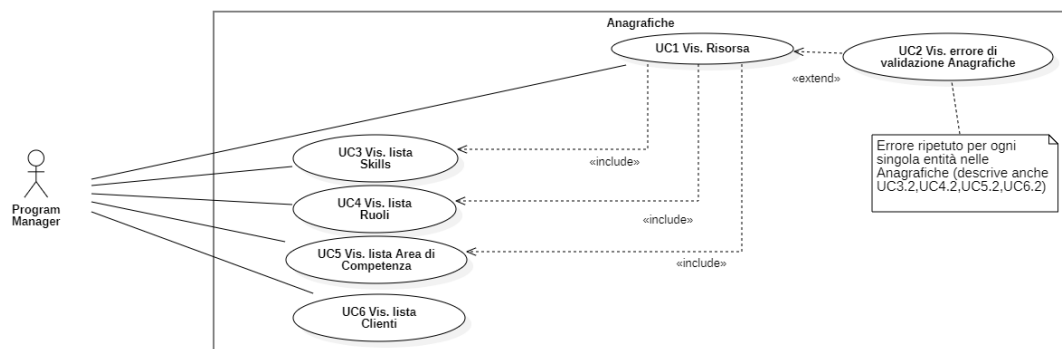 Anagrafiche
UC1 Vis. Risorsa
UC2 Vis. errore di
validazione Anagrafiche
«extend»
Errore ripetuto per ogni
singola entità nelle
Anagrafiche (descrive anche
UC3.2,UC4.2,UC5.2,UC6.2)
UC3 Vis. lista
Skills
«include»
UC4 Vis. lista
Ruoli
«include»
Program
Manager
UC5 Vis. lista Area di
Competenza
«include»
UC6 Vis. lista
Clienti